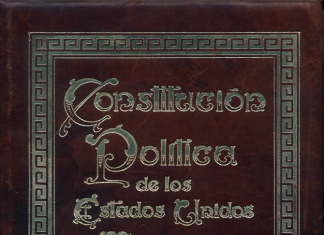 Constitución
Política
de los
Estados Unidos